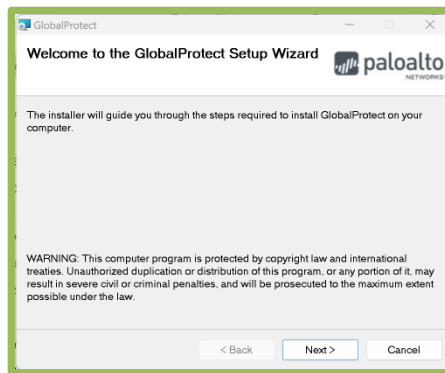 GlobalProtect
Welcome to the GlobalProtect Setup Wizard
paloalto
NETWORKS
The installer will guide you through the steps required to install GlobalProtect on your
computer.
WARNING: This computer program is protected by copyright law and international
treaties. Unauthorized duplication or distribution of this program, or any portion of it, may
result in severe civil or criminal penalties, and will be prosecuted to the maximum extent
possible under the law.
< Back
Next >
Cancel